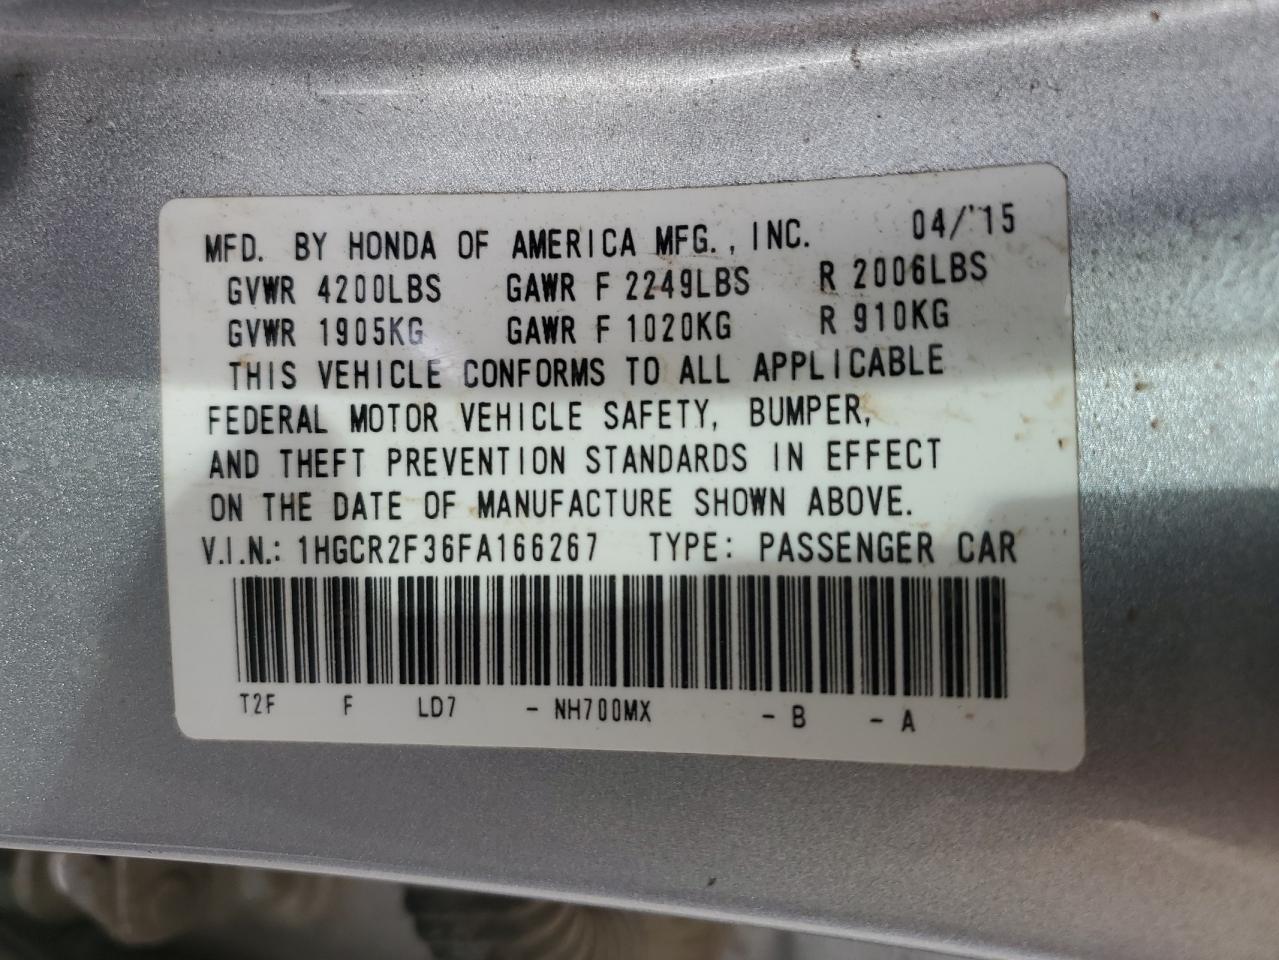 MFD. BY HONDA OF AMERICA MFG., INC. 04/'15
GVWR 4200LBS GAWR F 2249LBS R 2006LBS
GVWR 1905KG GAWR F 1020KG R 910KG
THIS VEHICLE CONFORMS TO ALL APPLICABLE
FEDERAL MOTOR VEHICLE SAFETY, BUMPER,
AND THEFT PREVENTION STANDARDS IN EFFECT
ON THE DATE OF MANUFACTURE SHOWN ABOVE.
V.I.N.: 1HGCR2F36FA166267 TYPE: PASSENGER CAR
T2F F LD7 - NH700MX - B - A